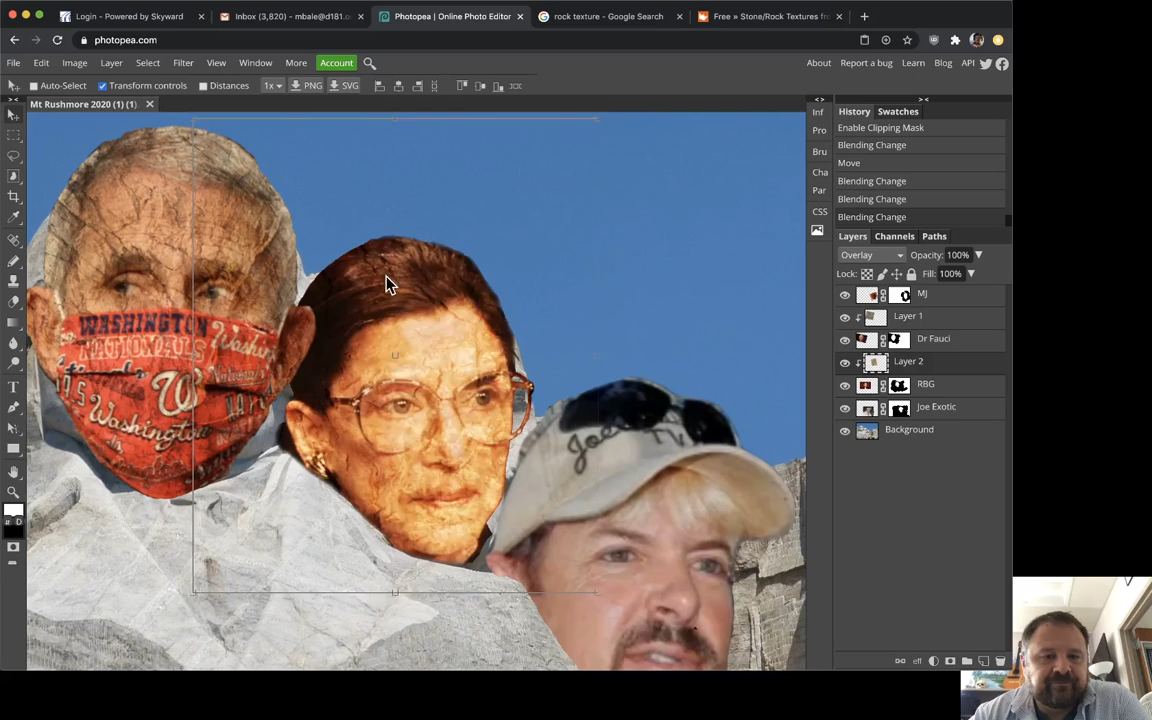 Login - Powered by Skyward
Inbox (3,820) - mbale@d181.or
Photopea | Online Photo Editor
rock texture - Google Search
Free » Stone/Rock Textures fro
photopea.com
File Edit Image Layer Select Filter View Window More Account
About Report a bug Learn Blog API
Auto-Select Transform controls Distances 1x PNG SVG
Mt Rushmore 2020 (1) (1)
Inf
Pro
Bru
Cha
Par
CSS
History Swatches
Enable Clipping Mask
Blending Change
Move
Blending Change
Blending Change
Blending Change
Layers Channels Paths
Overlay Opacity: 100%
Lock: Fill: 100%
MJ
Layer 1
Dr Fauci
Layer 2
RBG
Joe Exotic
Background
eff
D
T
WASHINGTON
NATIONALS
W
Washington
Joe
TV